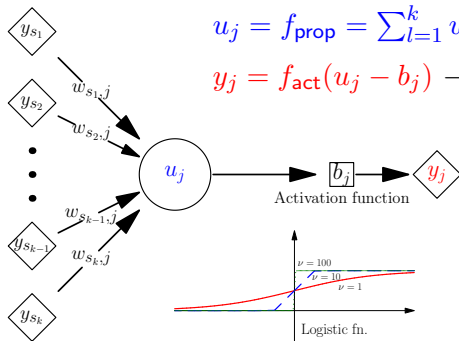 u_j = f_prop = ∑_{l=1}^{k}
y_j = f_act(u_j − b_j) –
y_{s_1}
w_{s_1,j}
y_{s_2}
w_{s_2,j}
u_j
b_j
y_j
Activation function
w_{s_{k−1},j}
y_{s_{k−1}}
w_{s_k,j}
y_{s_k}
ν = 100
ν = 10
ν = 1
Logistic fn.